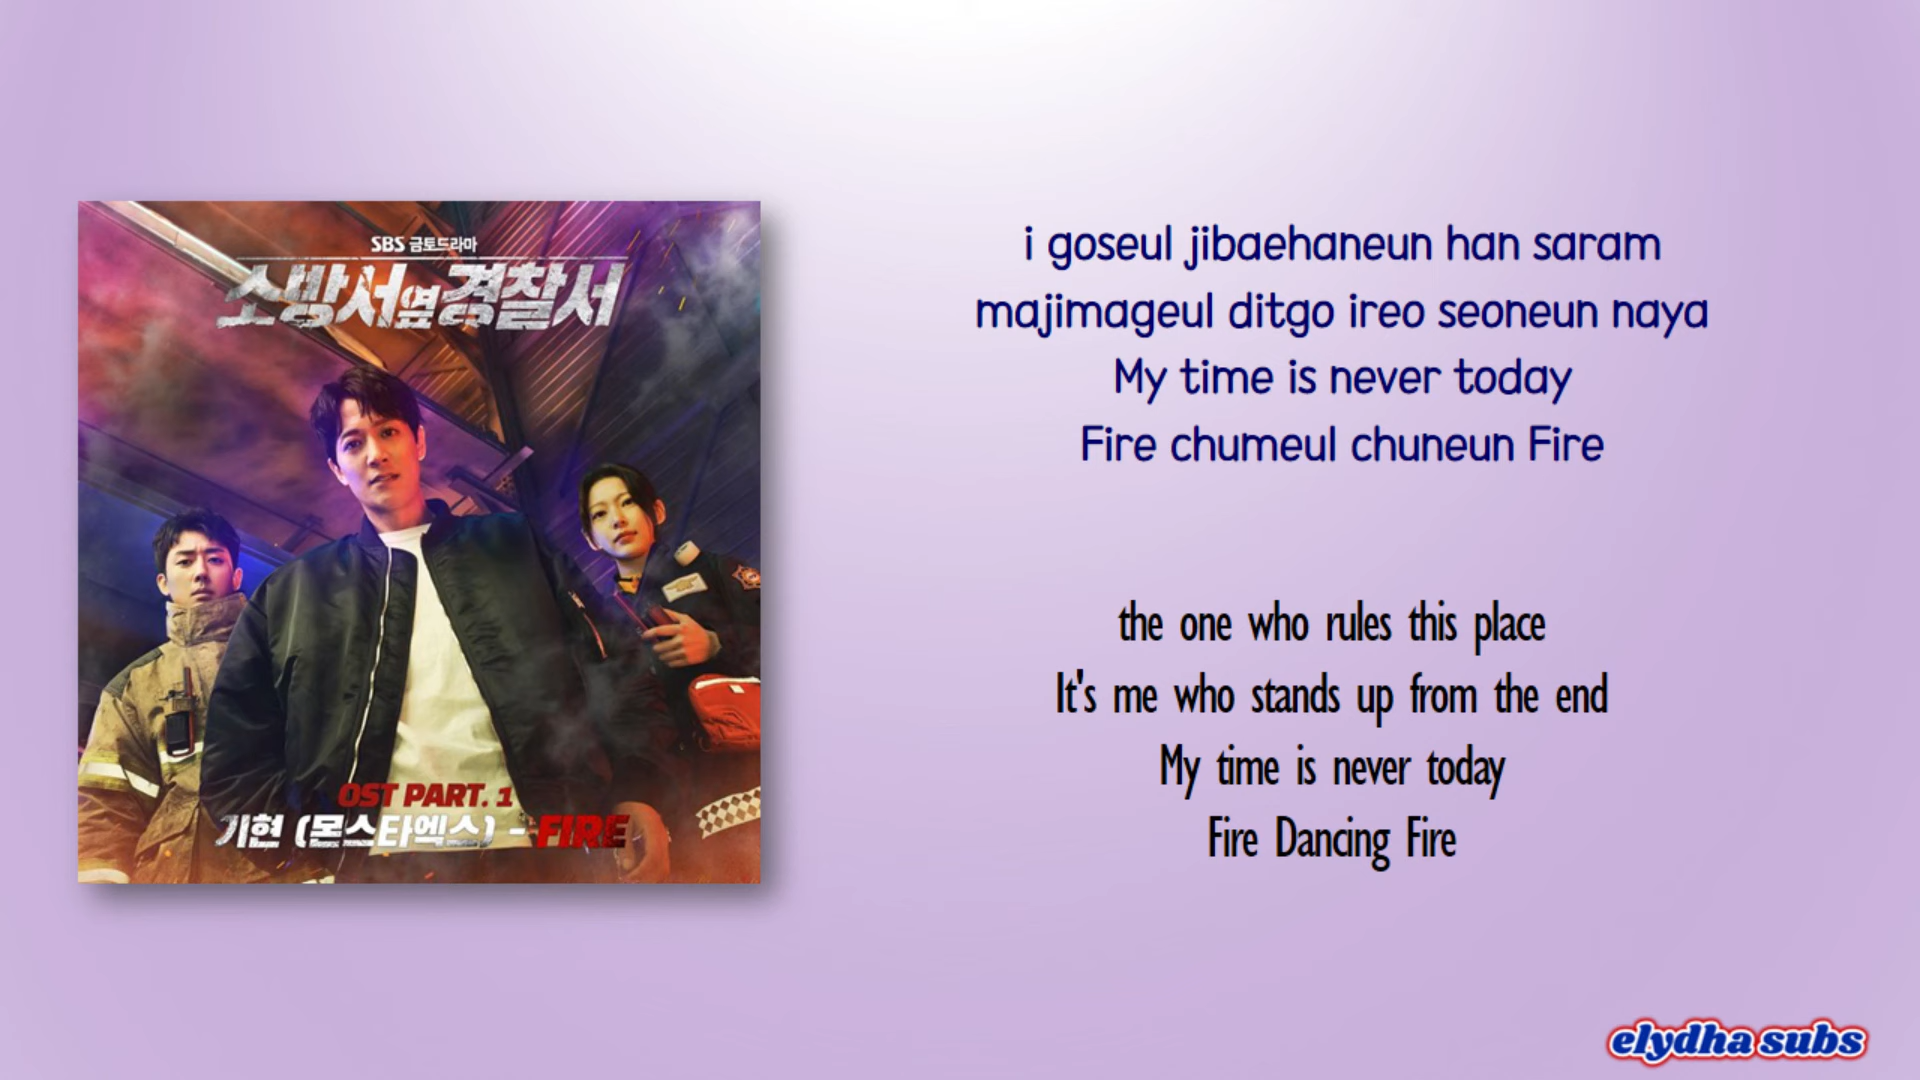 SBS 금토드라마
소방서 옆 경찰서
OST PART. 1
기현 (몬스타엑스) - FIRE
i goseul jibaehaneun han saram
majimageul ditgo ireo seoneun naya
My time is never today
Fire chumeul chuneun Fire
the one who rules this place
It's me who stands up from the end
My time is never today
Fire Dancing Fire
elydha subs